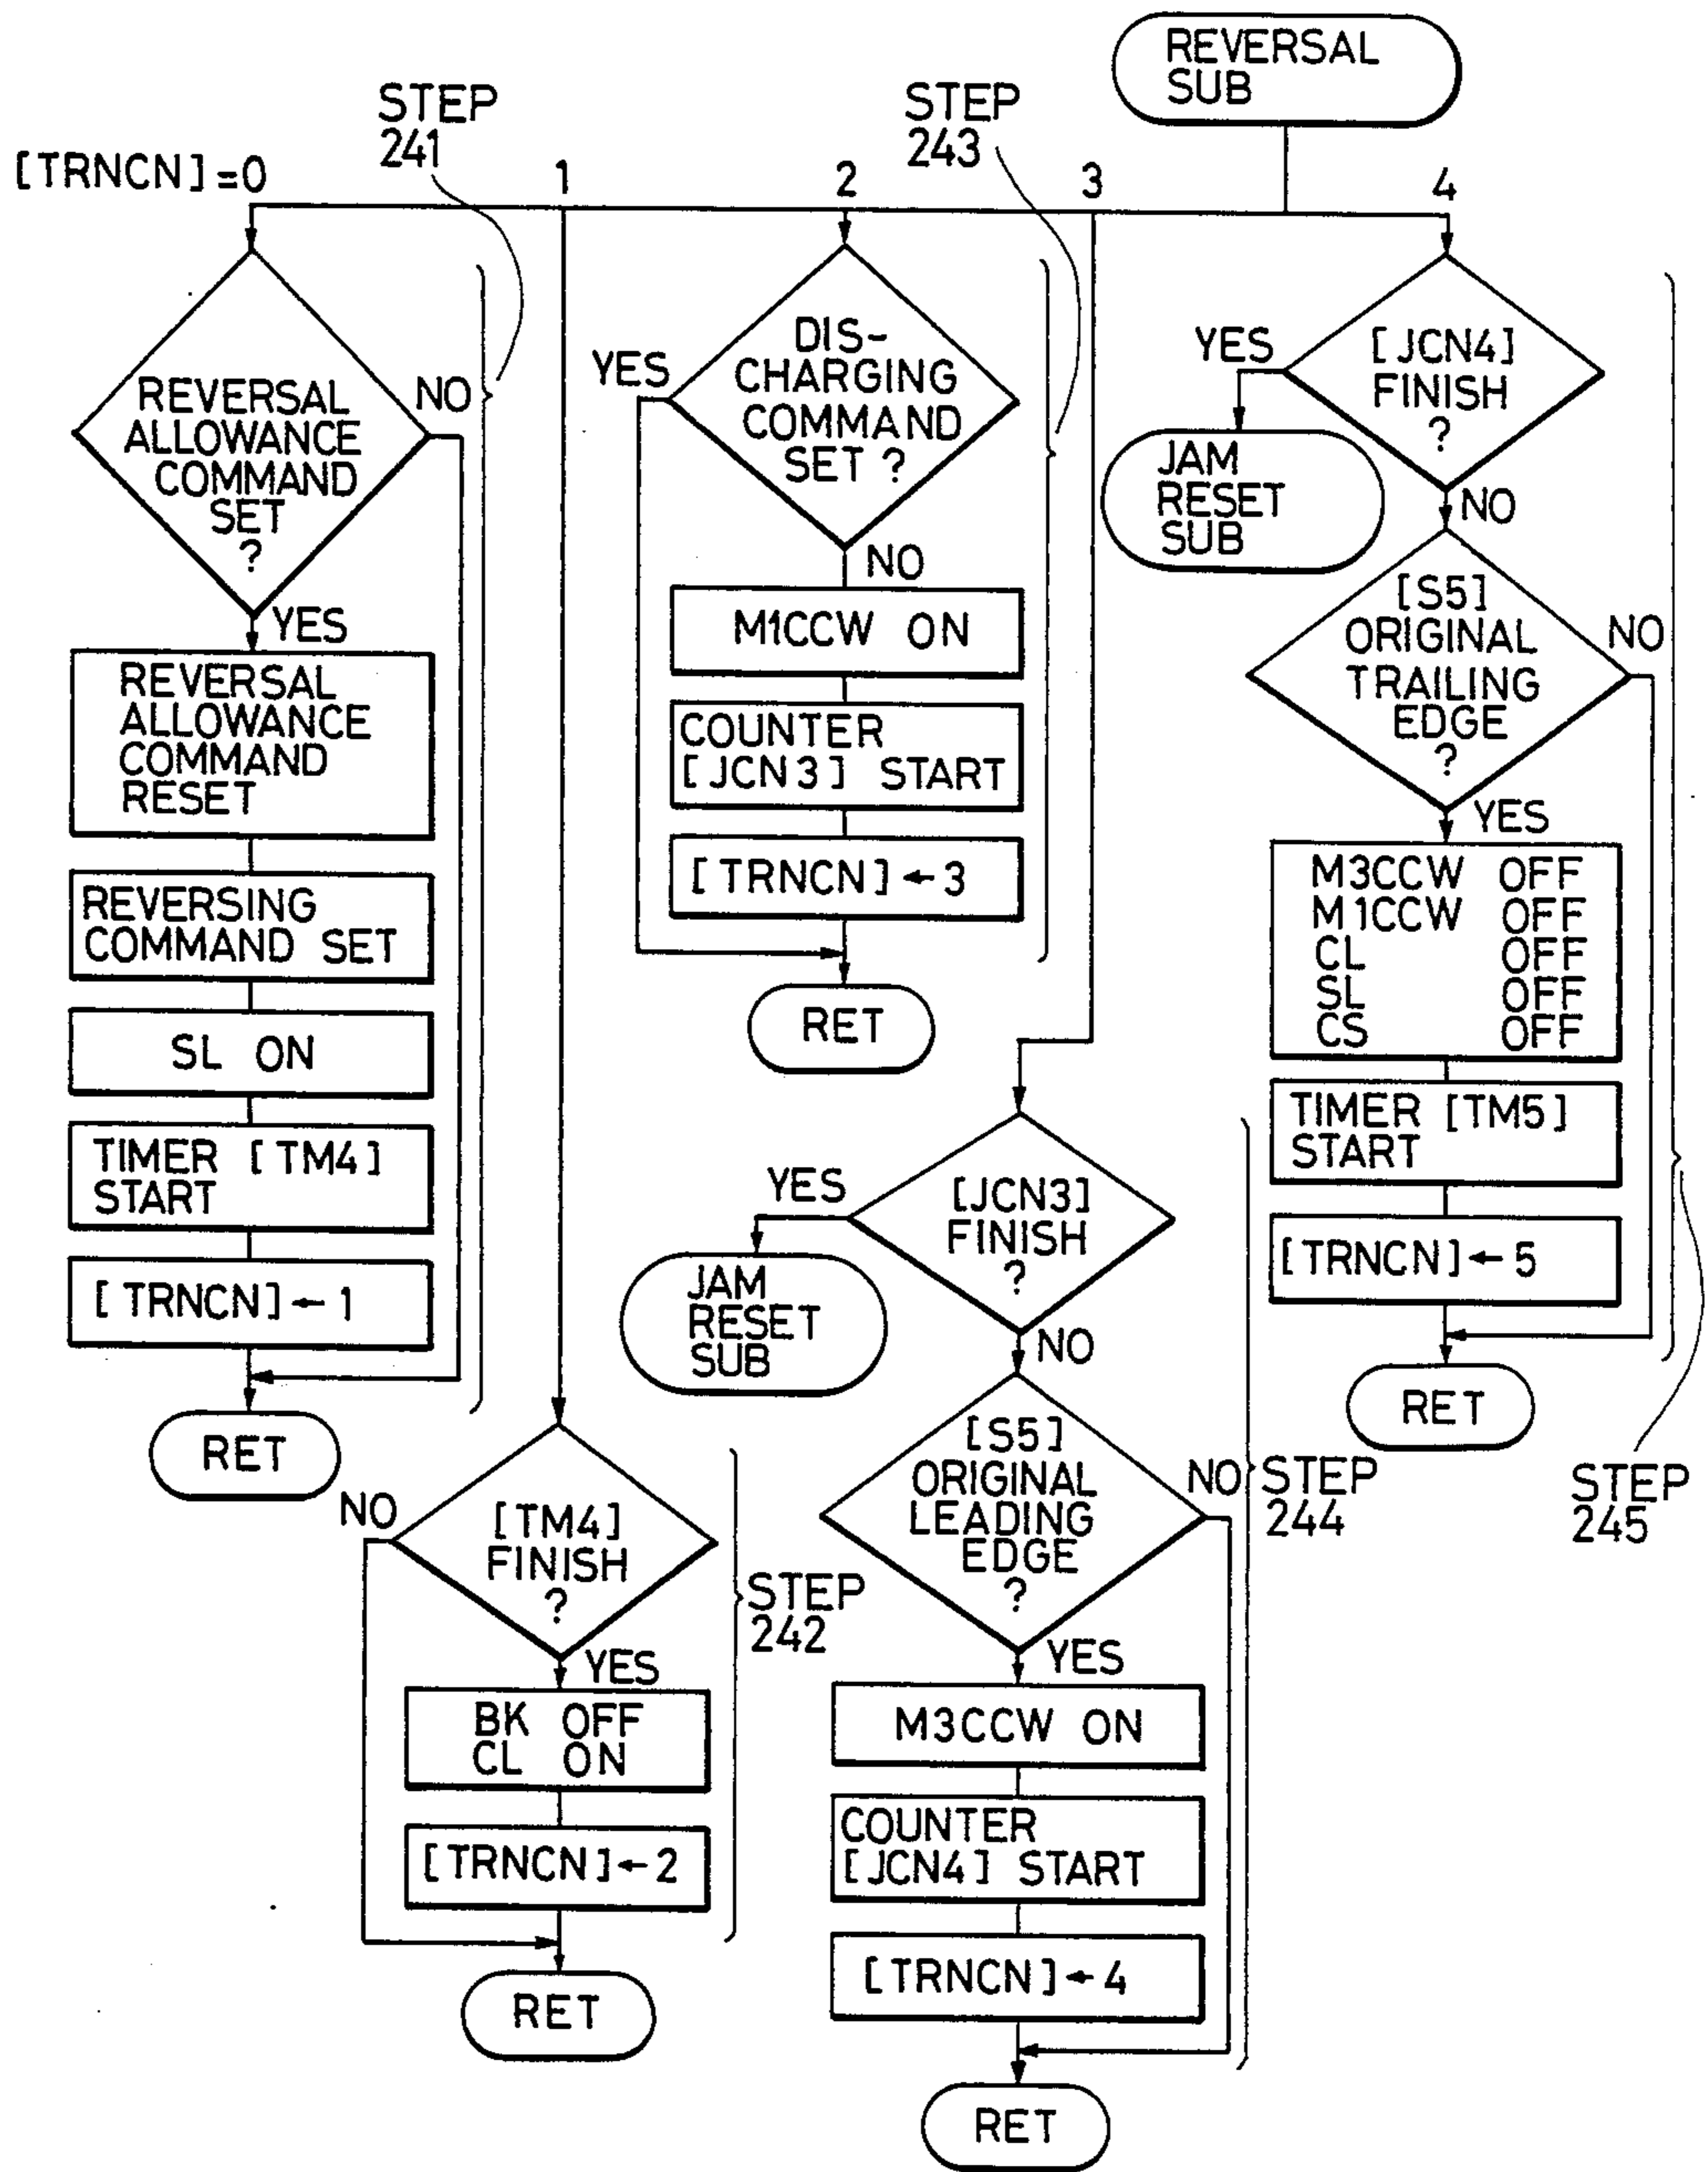 REVERSAL
SUB
STEP
241
STEP
243
[TRNCN]=0
1
2
3
4
REVERSAL
ALLOWANCE
COMMAND
SET
?
NO
YES
REVERSAL
ALLOWANCE
COMMAND
RESET
REVERSING
COMMAND SET
SL ON
TIMER [TM4]
START
[TRNCN]←1
RET
[TM4]
FINISH
?
NO
YES
STEP
242
BK OFF
CL ON
[TRNCN]←2
RET
DIS-
CHARGING
COMMAND
SET ?
YES
NO
M1CCW ON
COUNTER
[JCN3] START
[TRNCN]←3
RET
[JCN3]
FINISH
?
YES
JAM
RESET
SUB
NO
[S5]
ORIGINAL
LEADING
EDGE
?
NO
STEP
244
YES
M3CCW ON
COUNTER
[JCN4] START
[TRNCN]←4
RET
[JCN4]
FINISH
?
YES
JAM
RESET
SUB
NO
[S5]
ORIGINAL
TRAILING
EDGE
?
NO
YES
M3CCW OFF
M1CCW OFF
CL OFF
SL OFF
CS OFF
TIMER [TM5]
START
[TRNCN]←5
RET
STEP
245